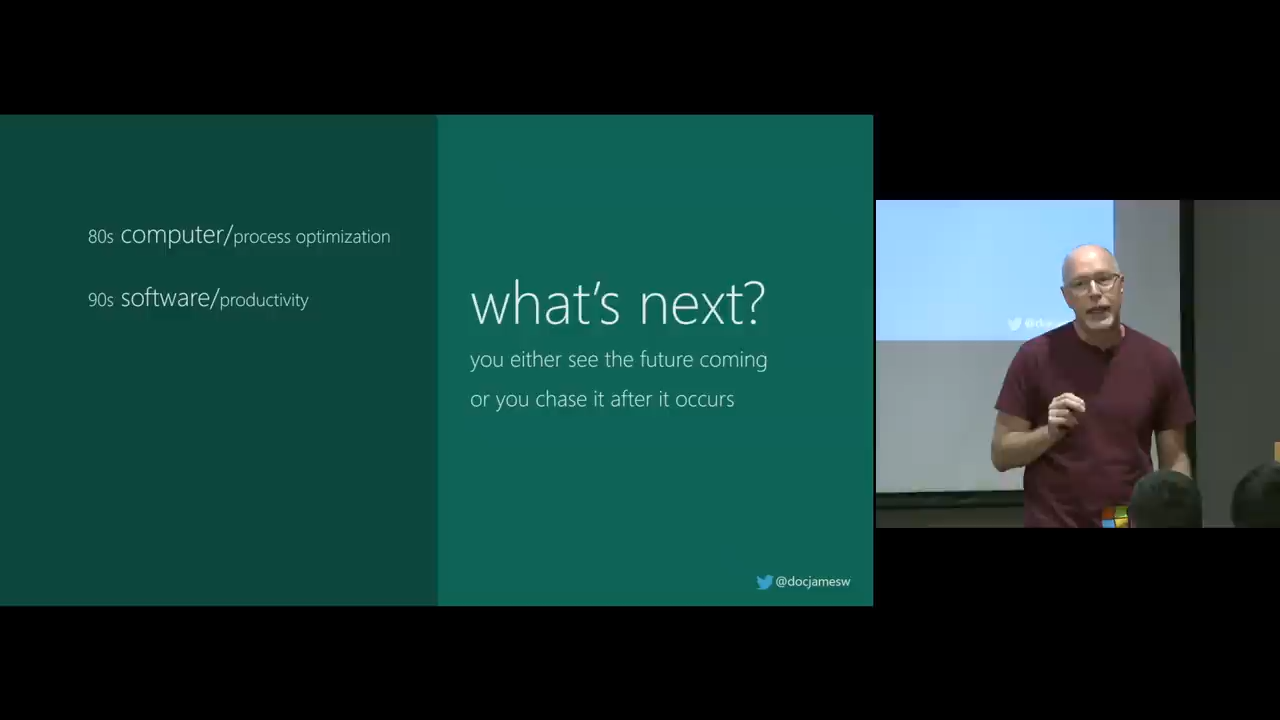 80s computer/process optimization
90s software/productivity
what's next?
you either see the future coming
or you chase it after it occurs
@docjamesw